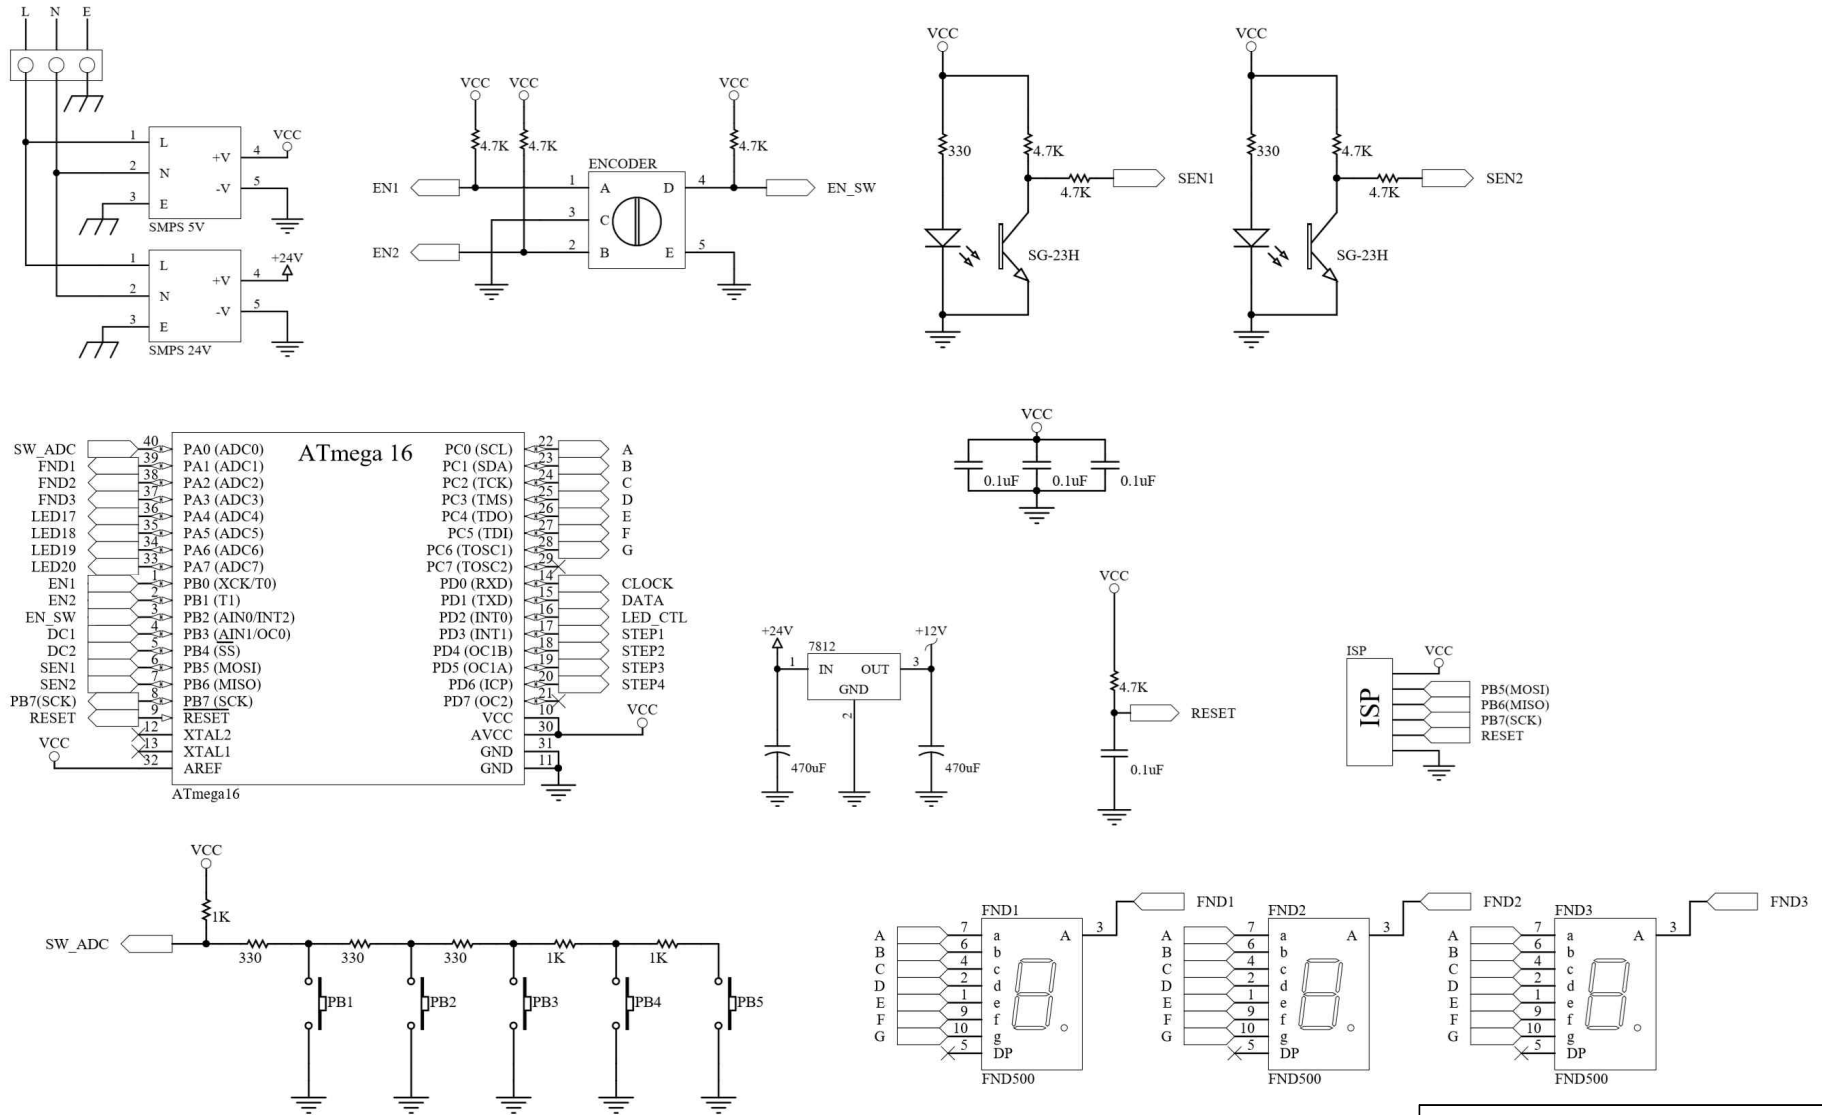 L N E
VCC
1 L
+V 4
2 N
-V 5
3 E
SMPS 5V
+24V
1 L
+V 4
2 N
-V 5
3 E
SMPS 24V
VCC VCC VCC
4.7K 4.7K 4.7K
ENCODER
EN1 1 A D 4 EN_SW
3 C
EN2 2 B E 5
VCC VCC
330 4.7K 330 4.7K
4.7K SEN1 4.7K SEN2
SG-23H SG-23H
ATmega 16
SW_ADC 40 PA0 (ADC0) PC0 (SCL) 22 A
FND1 39 PA1 (ADC1) PC1 (SDA) 23 B
FND2 38 PA2 (ADC2) PC2 (TCK) 24 C
FND3 37 PA3 (ADC3) PC3 (TMS) 25 D
LED17 36 PA4 (ADC4) PC4 (TDO) 26 E
LED18 35 PA5 (ADC5) PC5 (TDI) 27 F
LED19 34 PA6 (ADC6) PC6 (TOSC1) 28 G
LED20 33 PA7 (ADC7) PC7 (TOSC2) 29
EN1 1 PB0 (XCK/T0) PD0 (RXD) 14 CLOCK
EN2 2 PB1 (T1) PD1 (TXD) 15 DATA
EN_SW 3 PB2 (AIN0/INT2) PD2 (INT0) 16 LED_CTL
DC1 4 PB3 (AIN1/OC0) PD3 (INT1) 17 STEP1
DC2 5 PB4 (SS) PD4 (OC1B) 18 STEP2
SEN1 6 PB5 (MOSI) PD5 (OC1A) 19 STEP3
SEN2 7 PB6 (MISO) PD6 (ICP) 20 STEP4
PB7(SCK) 8 PB7 (SCK) PD7 (OC2) 21
RESET 9 RESET VCC 10 VCC
12 XTAL2 AVCC 30
VCC 13 XTAL1 GND 31
32 AREF GND 11
ATmega16
VCC
0.1uF 0.1uF 0.1uF
+24V 7812 +12V
1 IN OUT 3
GND
2
470uF 470uF
VCC
4.7K
RESET
0.1uF
ISP
ISP
VCC
PB5(MOSI)
PB6(MISO)
PB7(SCK)
RESET
VCC
1K
SW_ADC
330 330 330 1K 1K
PB1 PB2 PB3 PB4 PB5
FND1 FND1
A 7 a A 3
B 6 b
C 4 c
D 2 d
E 1 e
F 9 f
G 10 g
5 DP
FND500
FND2 FND2
A 7 a A 3
B 6 b
C 4 c
D 2 d
E 1 e
F 9 f
G 10 g
5 DP
FND500
FND3 FND3
A 7 a A 3
B 6 b
C 4 c
D 2 d
E 1 e
F 9 f
G 10 g
5 DP
FND500